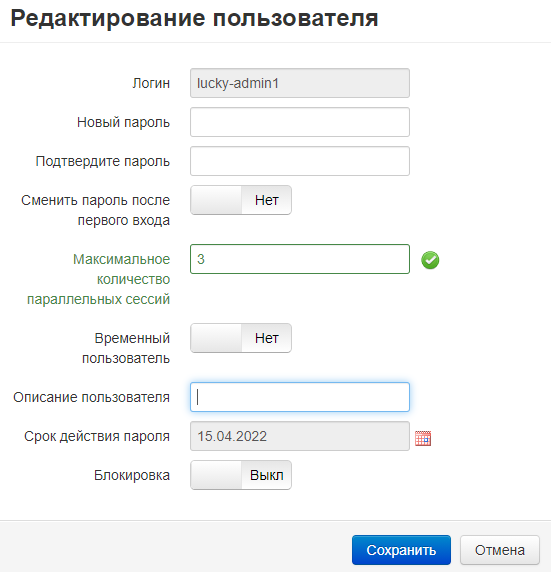 Редактирование пользователя
Логин
lucky-admin1
Новый пароль
Подтвердите пароль
Сменить пароль после
первого входа
Нет
Максимальное
количество
параллельных сессий
3
Временный
пользователь
Нет
Описание пользователя
Срок действия пароля
15.04.2022
Блокировка
Выкл
Сохранить
Отмена